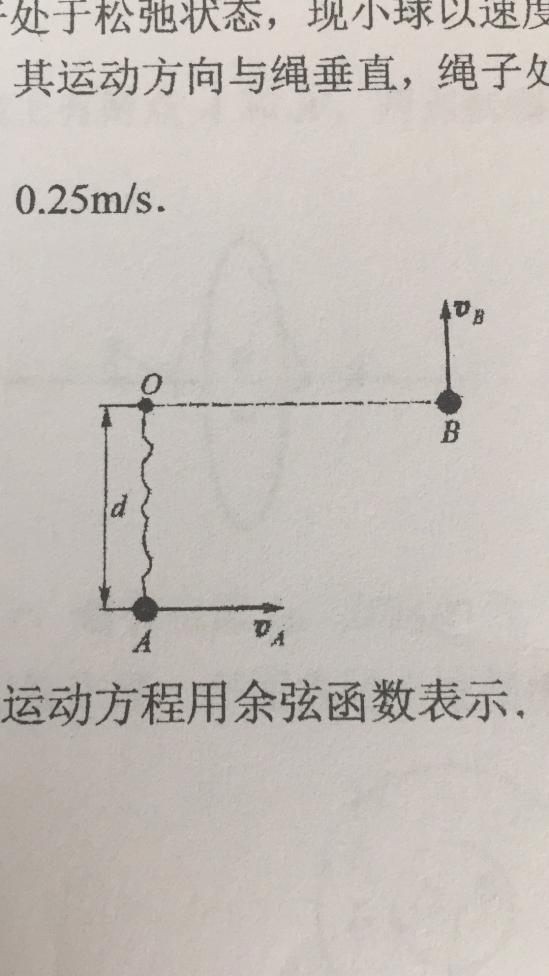 处于松弛状态，现小球以速度
其运动方向与绳垂直，绳子处
0.25m/s.
v_B
O
B
d
A
v_A
运动方程用余弦函数表示.